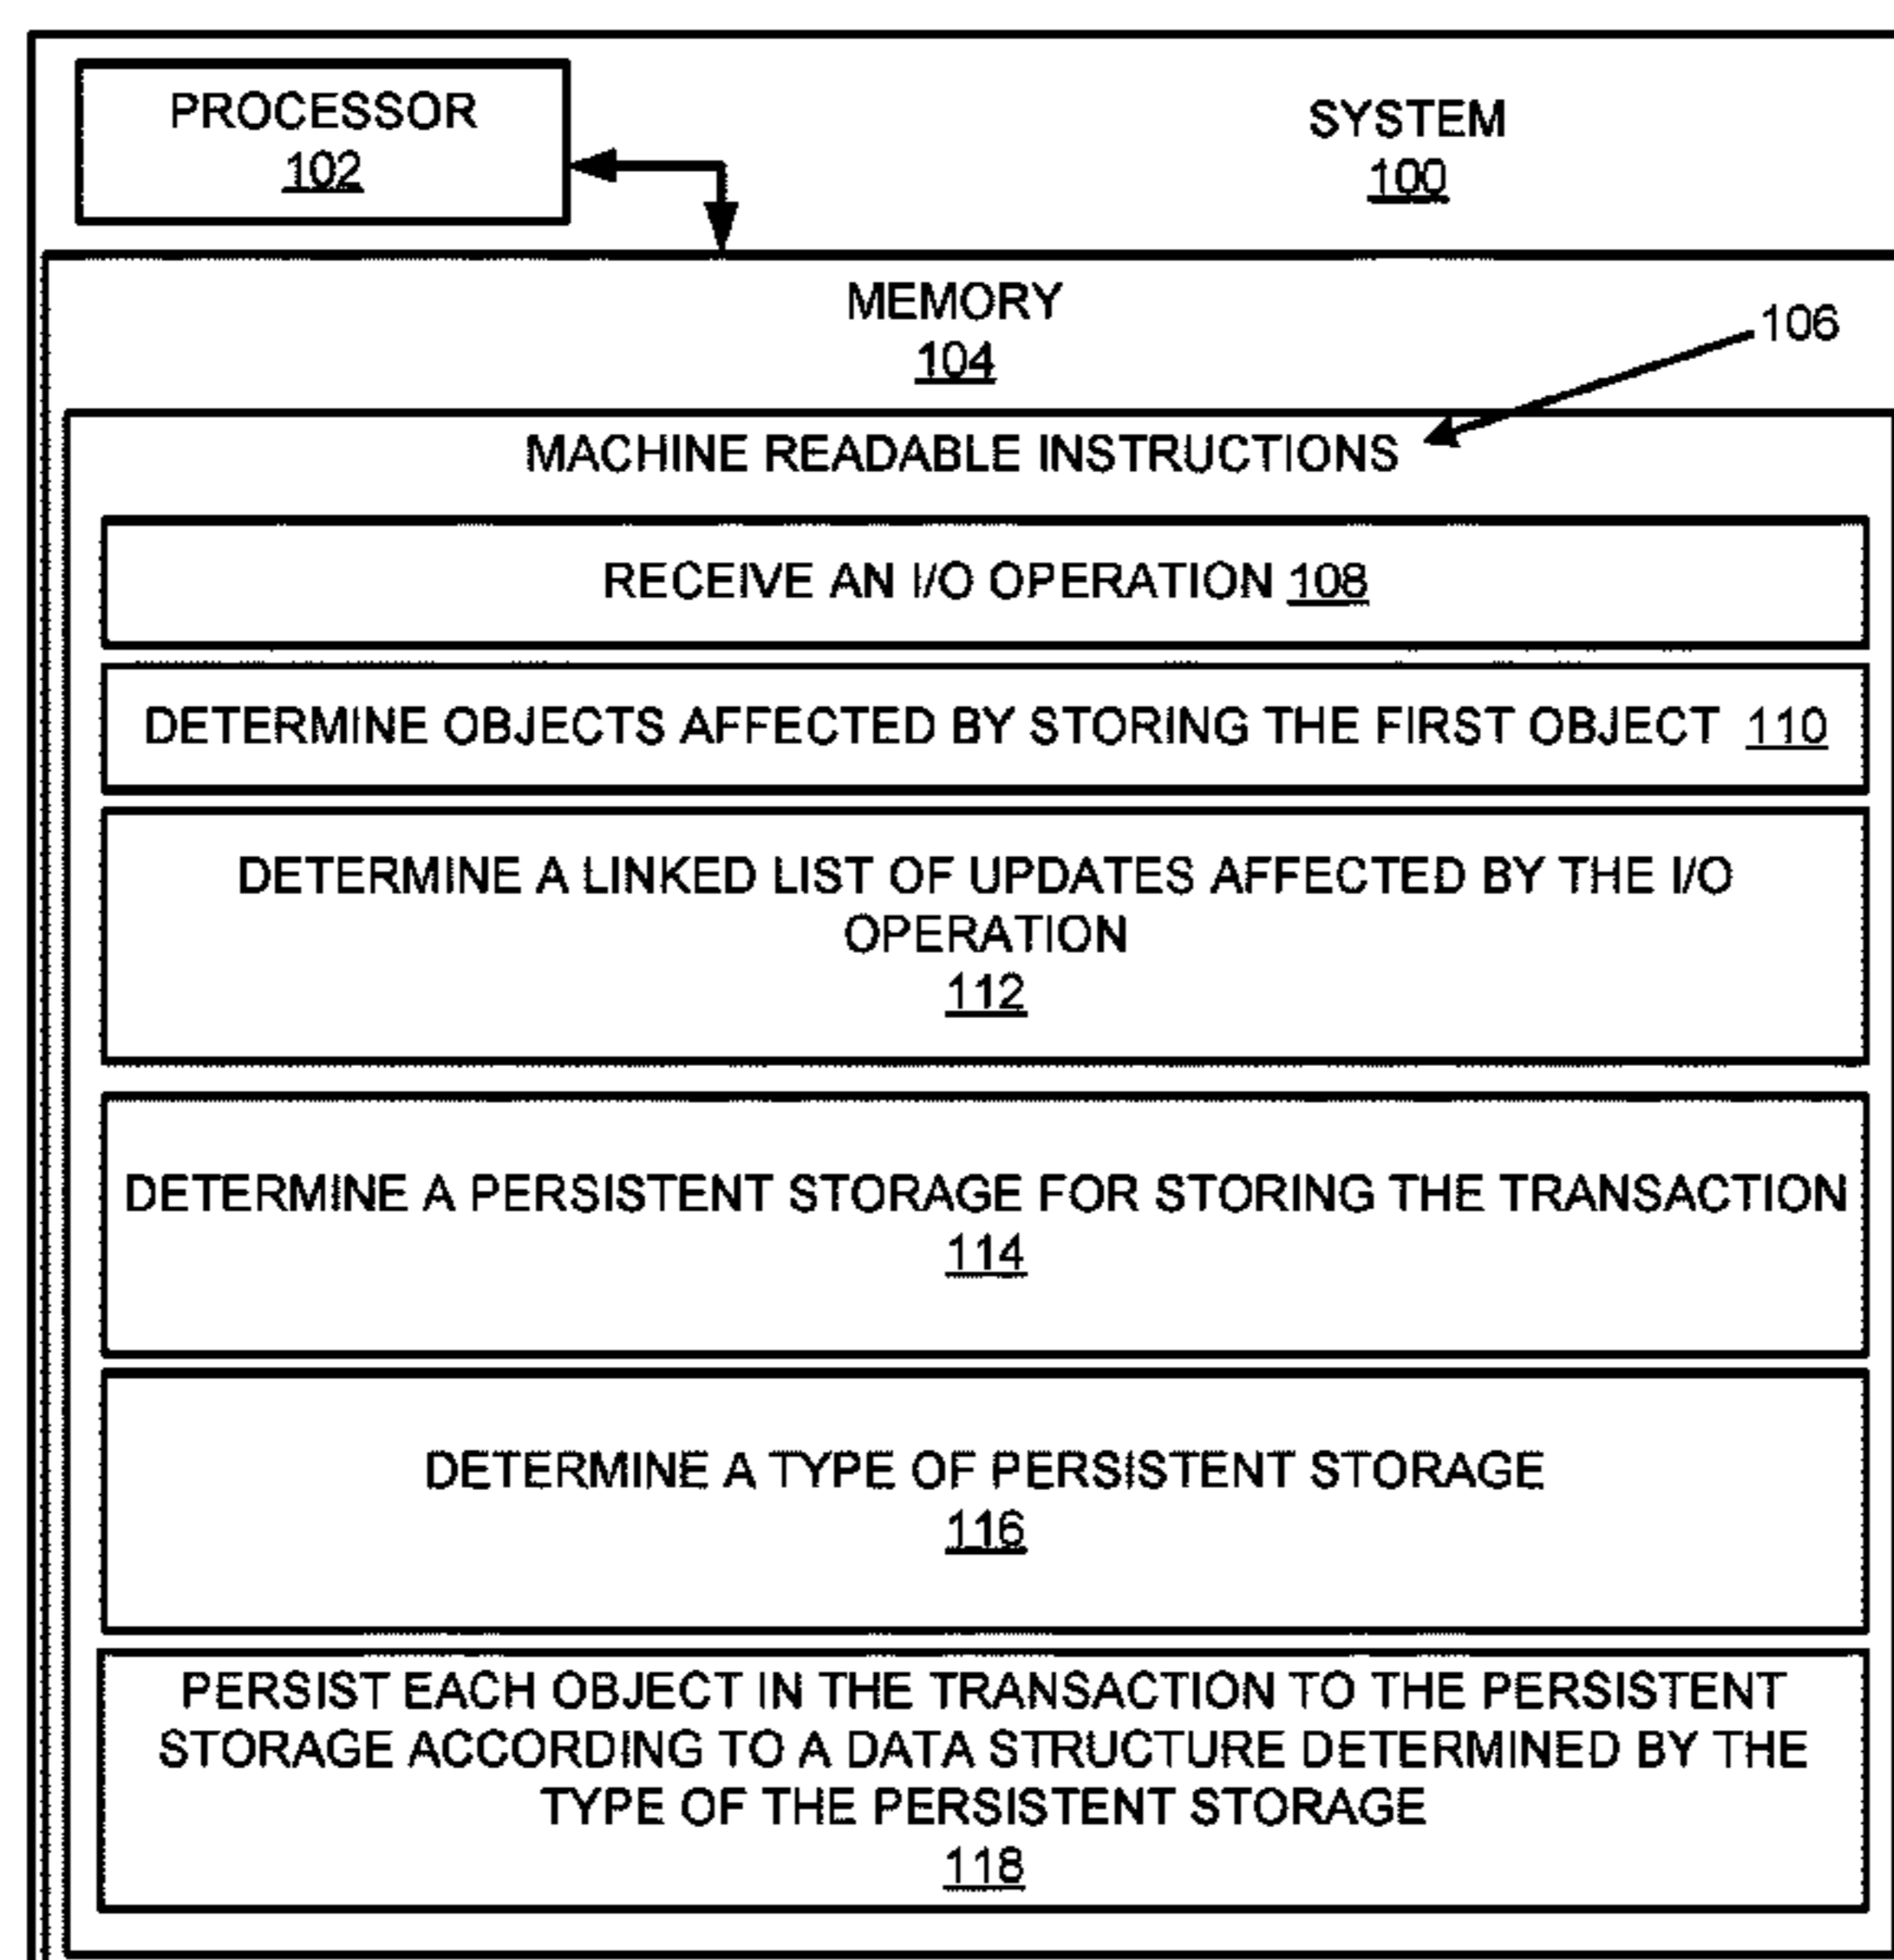 PROCESSOR
102
SYSTEM
100
MEMORY
104
106
MACHINE READABLE INSTRUCTIONS
RECEIVE AN I/O OPERATION 108
DETERMINE OBJECTS AFFECTED BY STORING THE FIRST OBJECT 110
DETERMINE A LINKED LIST OF UPDATES AFFECTED BY THE I/O
OPERATION
112
DETERMINE A PERSISTENT STORAGE FOR STORING THE TRANSACTION
114
DETERMINE A TYPE OF PERSISTENT STORAGE
116
PERSIST EACH OBJECT IN THE TRANSACTION TO THE PERSISTENT
STORAGE ACCORDING TO A DATA STRUCTURE DETERMINED BY THE
TYPE OF THE PERSISTENT STORAGE
118